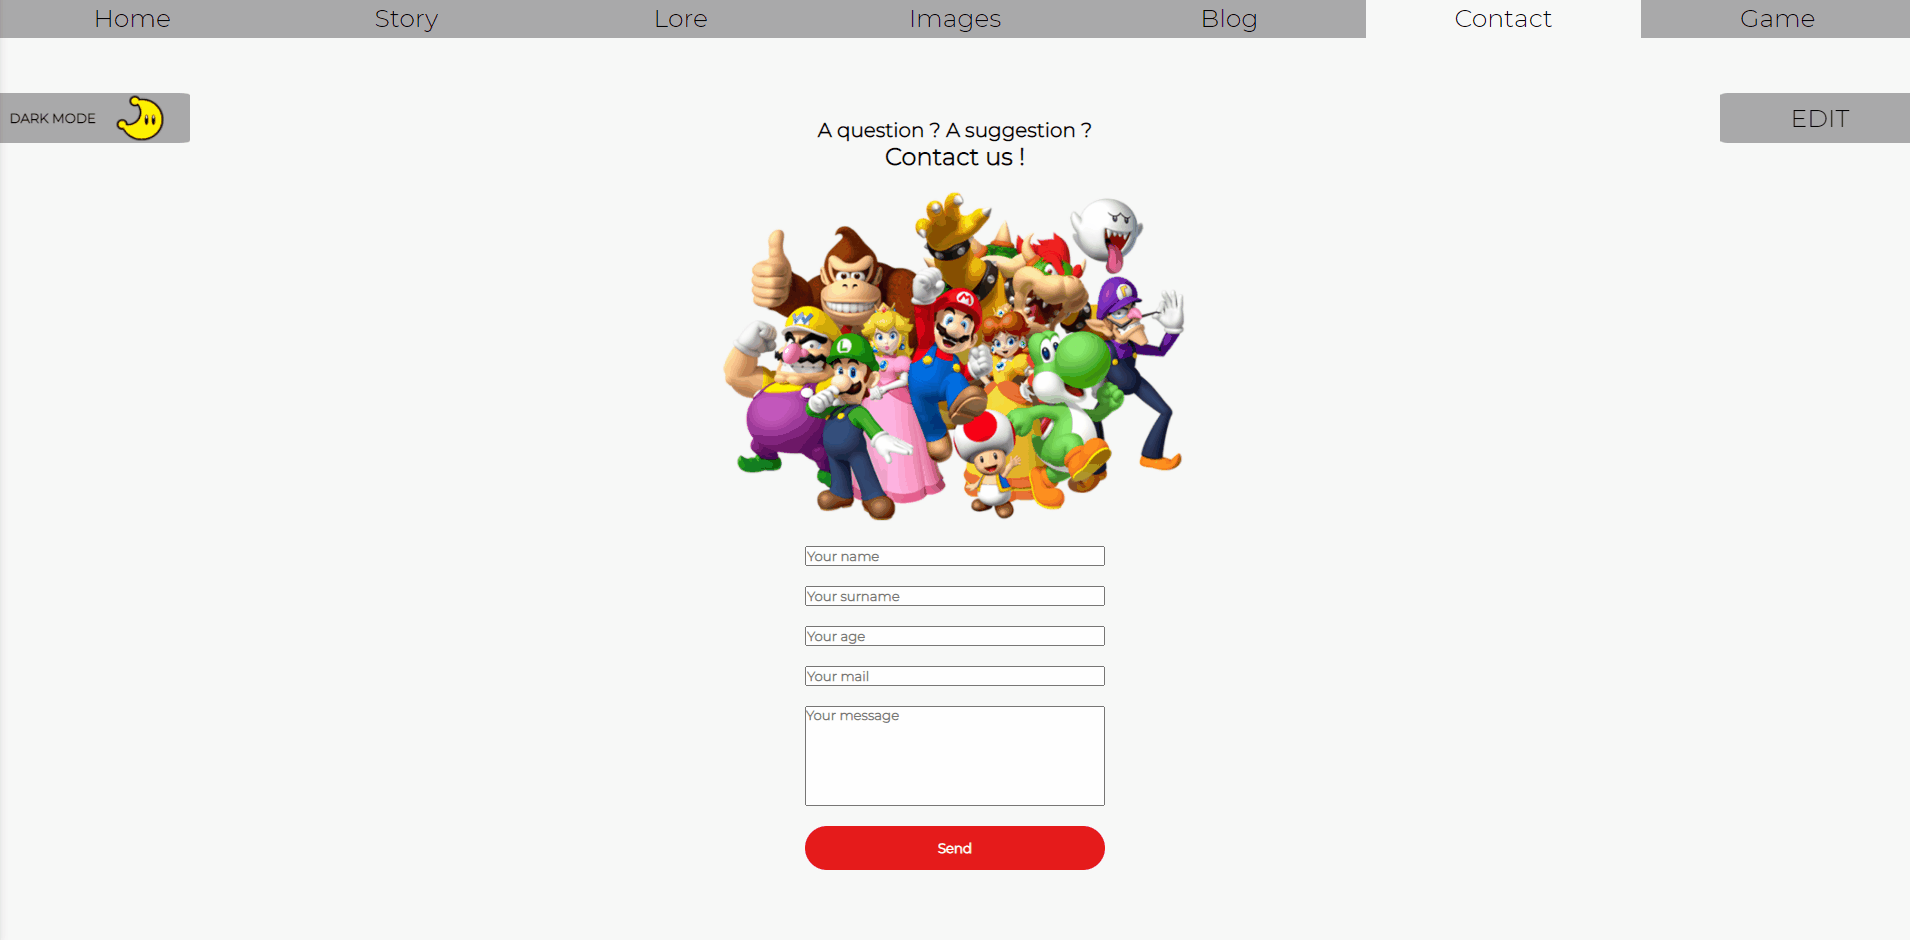 Home Story Lore Images Blog Contact Game
DARK MODE
EDIT
A question ? A suggestion ?
Contact us !
Your name
Your surname
Your age
Your mail
Your message
Send